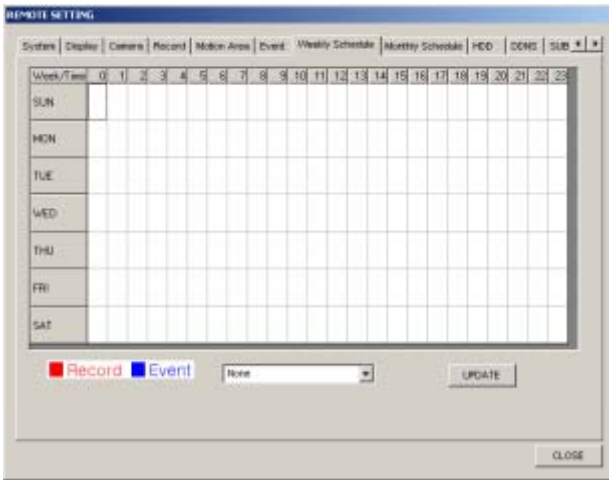 REMOTE SETTING
System Display Camera Record Motion Area Event Weekly Schedule Monthly Schedule HDD DDNS SUB
Week/Time 0 1 2 3 4 5 6 7 8 9 10 11 12 13 14 15 16 17 18 19 20 21 22 23
SUN
MON
TUE
WED
THU
FRI
SAT
Record Event None UPDATE
CLOSE